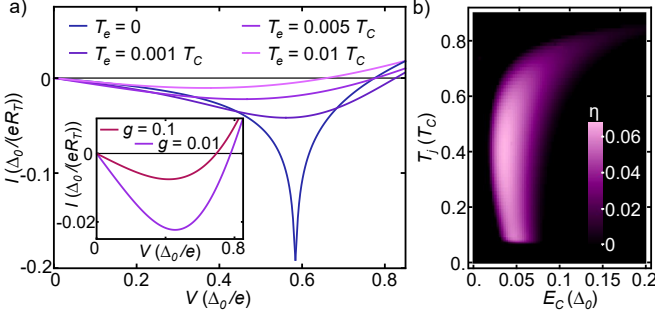 a)
T_e = 0
T_e = 0.005 T_C
T_e = 0.001 T_C
T_e = 0.01 T_C
0
-0.1
-0.2
I (Δ_0/(eR_T))
0
0.2
0.4
0.6
0.8
V (Δ_0/e)
g = 0.1
g = 0.01
0
-0.02
I (Δ_0/(eR_T))
0
0.8
V (Δ_0/e)
b)
0.8
0.6
0.4
0.2
0.
T_i (T_C)
η
0.06
0.04
0.02
0
0.
0.05
0.1
0.15
0.2
E_C (Δ_0)